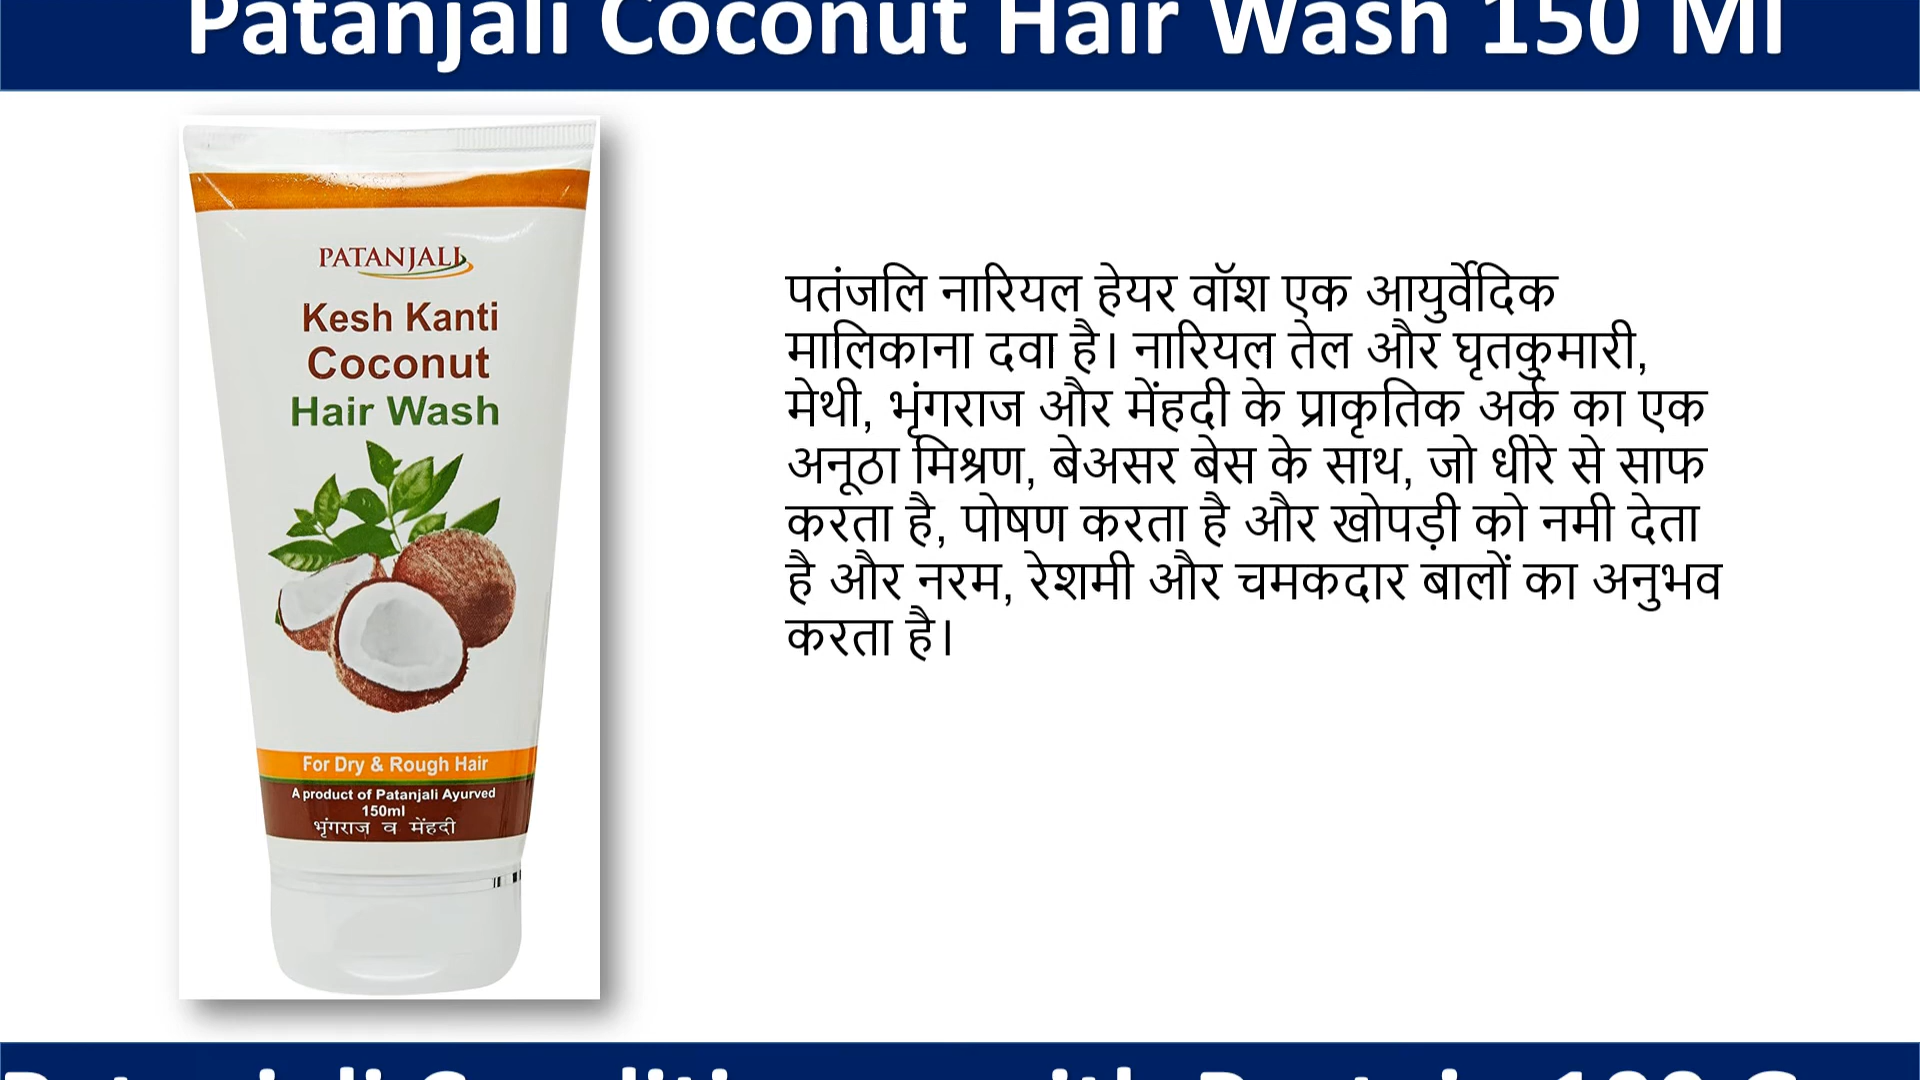 Patanjali Coconut Hair Wash 150 Ml
PATANJALI
Kesh Kanti
Coconut
Hair Wash
For Dry & Rough Hair
A product of Patanjali Ayurved
150ml
भृंगराज व मेंहदी
पतंजलि नारियल हेयर वॉश एक आयुर्वेदिक
मालिकाना दवा है। नारियल तेल और घृतकुमारी,
मेथी, भृंगराज और मेंहदी के प्राकृतिक अर्क का एक
अनूठा मिश्रण, बेअसर बेस के साथ, जो धीरे से साफ
करता है, पोषण करता है और खोपड़ी को नमी देता
है और नरम, रेशमी और चमकदार बालों का अनुभव
करता है।